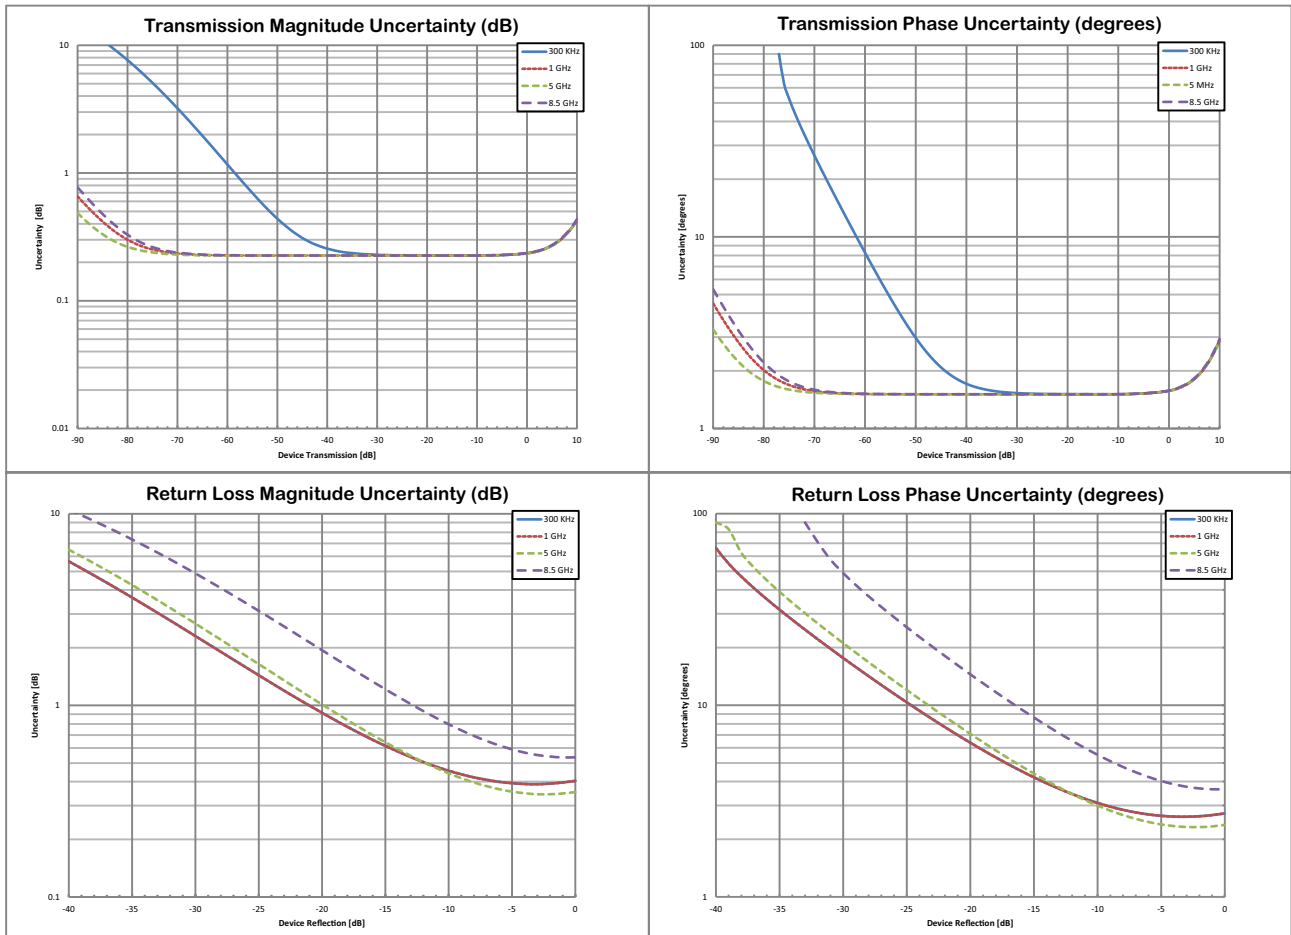 Transmission Magnitude Uncertainty (dB)
10
1
0.1
0.01
Uncertainty [dB]
300 KHz
1 GHz
5 GHz
8.5 GHz
-90 -80 -70 -60 -50 -40 -30 -20 -10 0 10
Device Transmission [dB]
Transmission Phase Uncertainty (degrees)
100
10
1
Uncertainty [degrees]
300 KHz
1 GHz
5 MHz
8.5 GHz
-90 -80 -70 -60 -50 -40 -30 -20 -10 0 10
Device Transmission [dB]
Return Loss Magnitude Uncertainty (dB)
10
1
0.1
Uncertainty [dB]
300 KHz
1 GHz
5 GHz
8.5 GHz
-40 -35 -30 -25 -20 -15 -10 -5 0
Device Reflection [dB]
Return Loss Phase Uncertainty (degrees)
100
10
1
Uncertainty [degrees]
300 KHz
1 GHz
5 GHz
8.5 GHz
-40 -35 -30 -25 -20 -15 -10 -5 0
Device Reflection [dB]